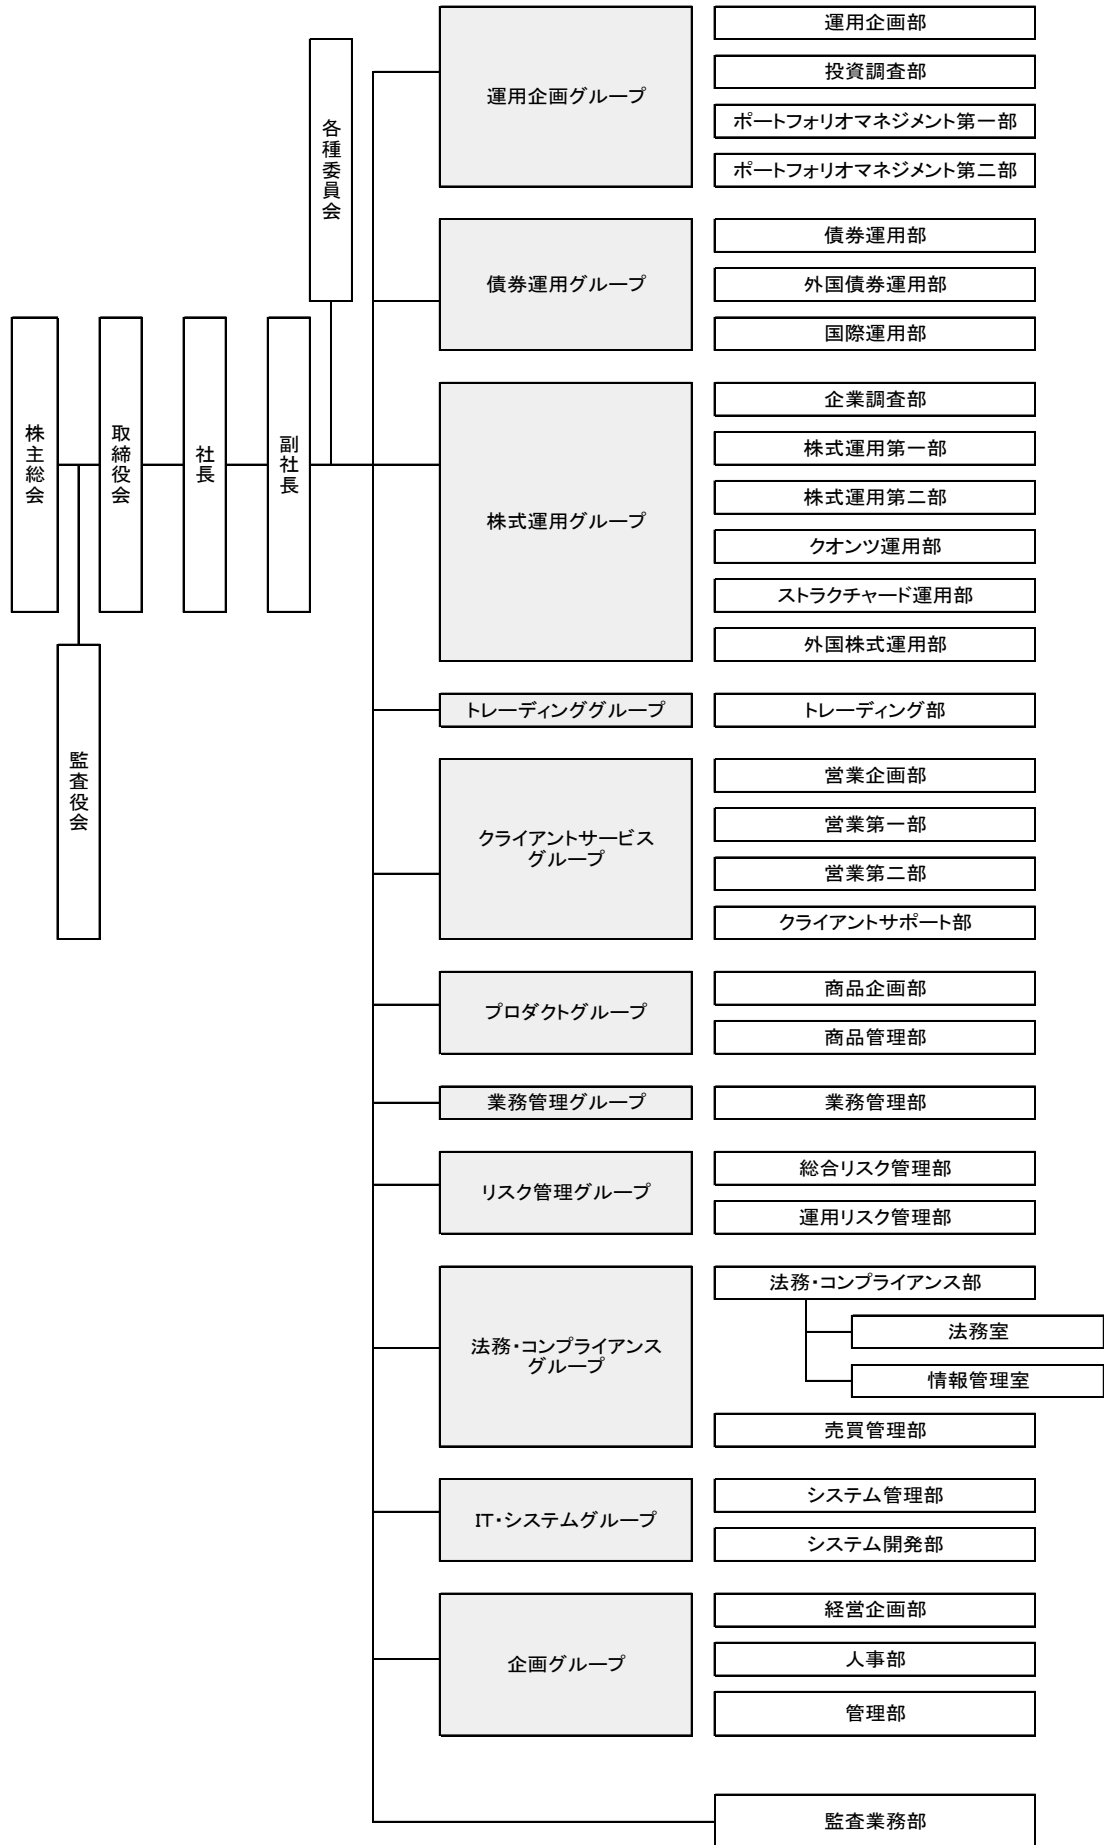 株主総会
監査役会
取締役会
社長
副社長
各種委員会
運用企画グループ
運用企画部
投資調査部
ポートフォリオマネジメント第一部
ポートフォリオマネジメント第二部
債券運用グループ
債券運用部
外国債券運用部
国際運用部
株式運用グループ
企業調査部
株式運用第一部
株式運用第二部
クオンツ運用部
ストラクチャード運用部
外国株式運用部
トレーディンググループ
トレーディング部
クライアントサービス
グループ
営業企画部
営業第一部
営業第二部
クライアントサポート部
プロダクトグループ
商品企画部
商品管理部
業務管理グループ
業務管理部
リスク管理グループ
総合リスク管理部
運用リスク管理部
法務・コンプライアンス
グループ
法務・コンプライアンス部
法務室
情報管理室
売買管理部
IT・システムグループ
システム管理部
システム開発部
企画グループ
経営企画部
人事部
管理部
監査業務部